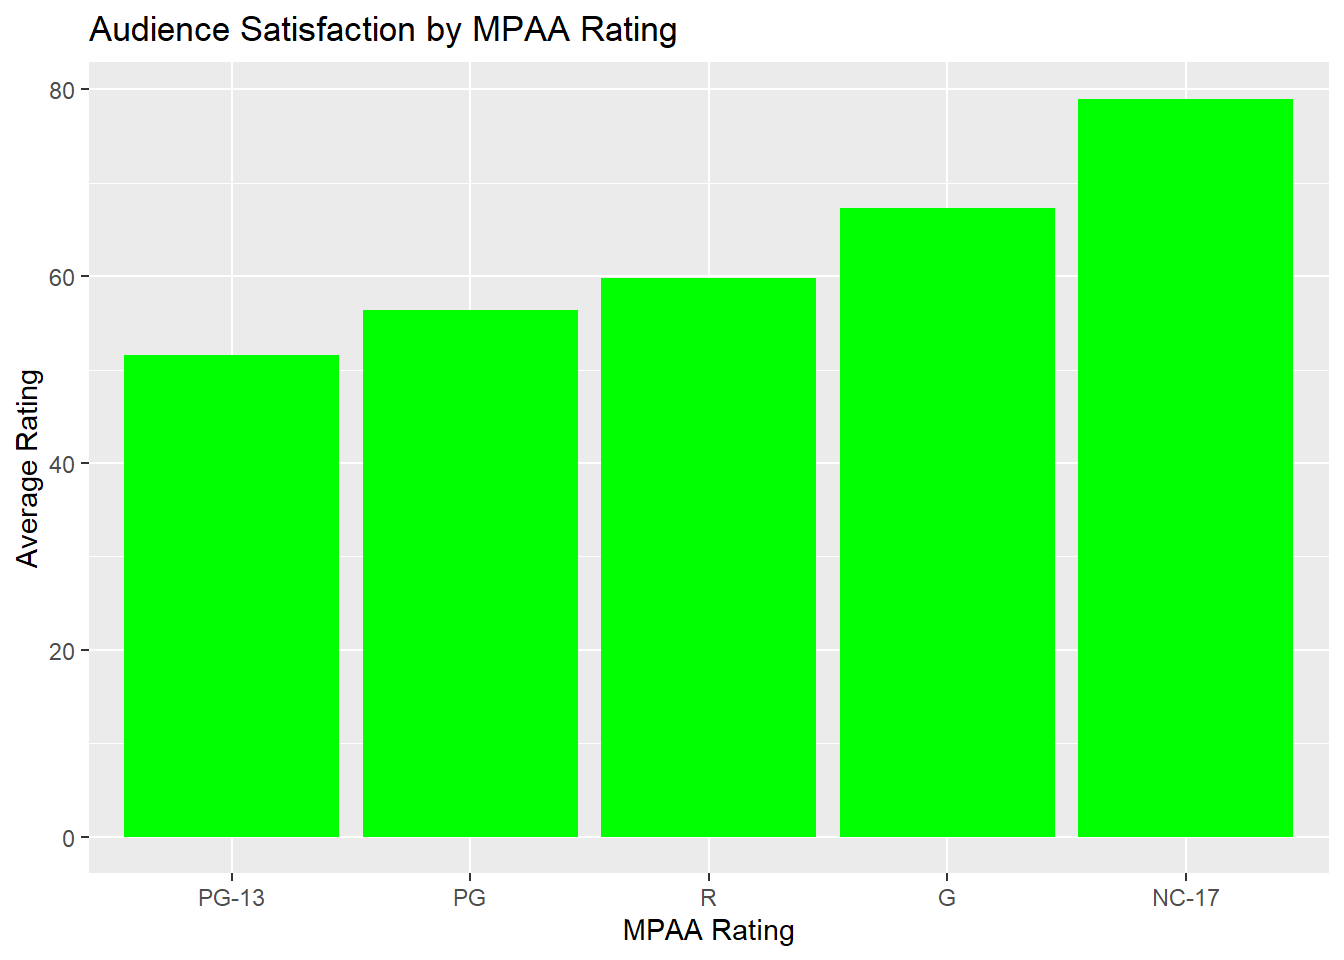 Audience Satisfaction by MPAA Rating
80
60
40
20
0
Average Rating
PG-13
PG
R
G
NC-17
MPAA Rating